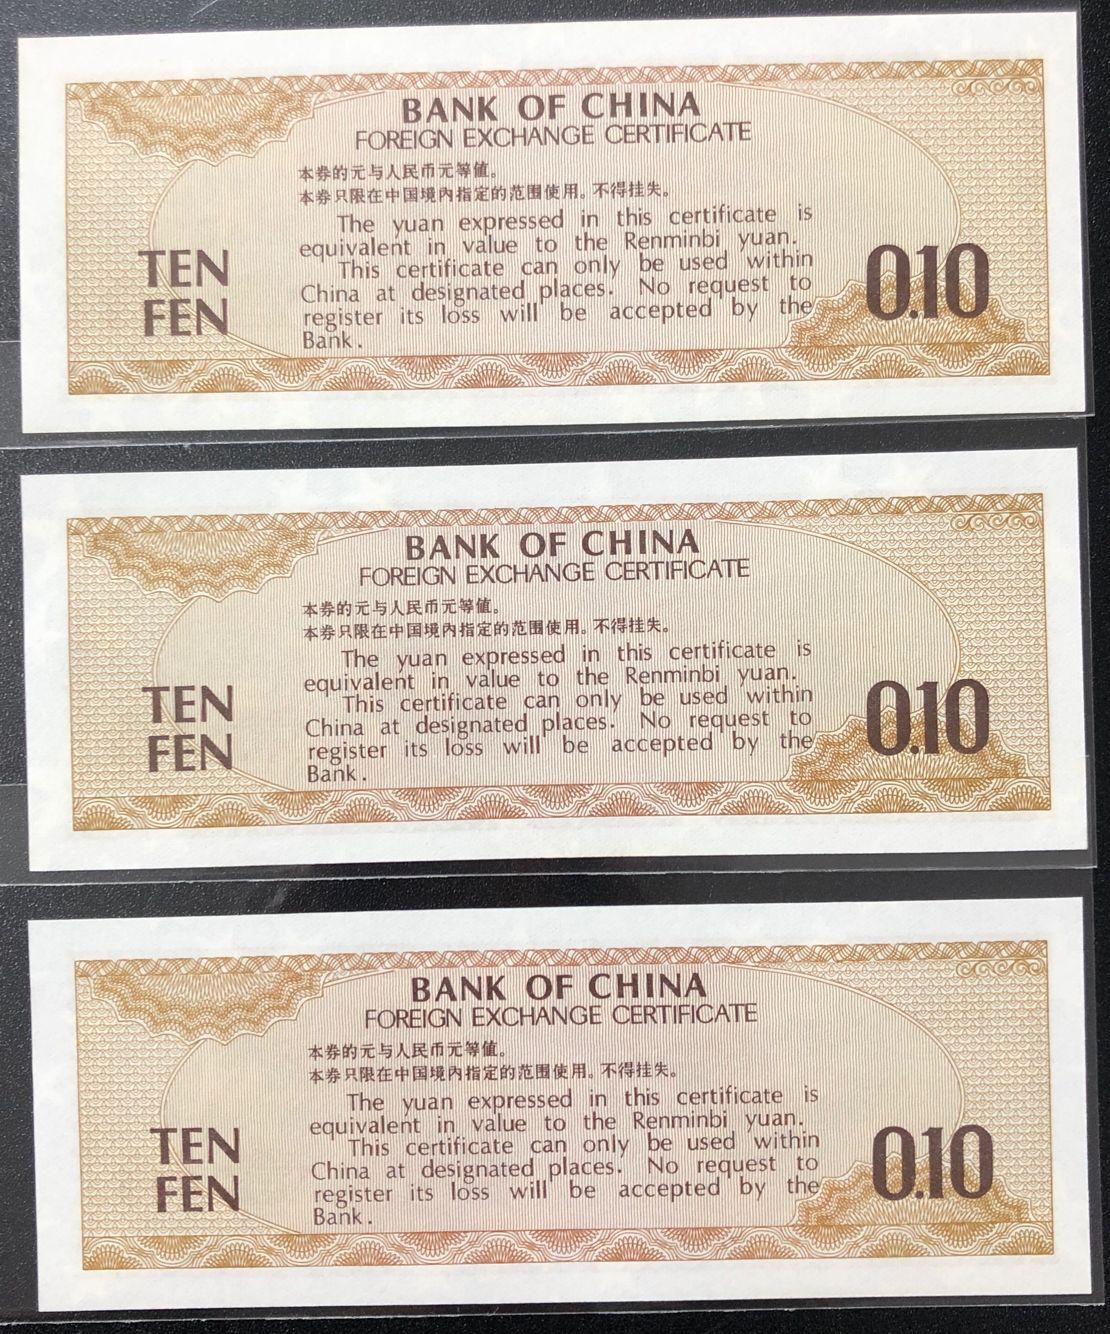 BANK OF CHINA
FOREIGN EXCHANGE CERTIFICATE
本券的元与人民币元等值。
本券只限在中国境内指定的范围使用。不得挂失。
The yuan expressed in this certificate is
equivalent in value to the Renminbi yuan.
This certificate can only be used within
China at designated places. No request to
register its loss will be accepted by the
Bank.
TEN
FEN
0.10
BANK OF CHINA
FOREIGN EXCHANGE CERTIFICATE
本券的元与人民币元等值。
本券只限在中国境内指定的范围使用。不得挂失。
The yuan expressed in this certificate is
equivalent in value to the Renminbi yuan.
This certificate can only be used within
China at designated places. No request to
register its loss will be accepted by the
Bank.
TEN
FEN
0.10
BANK OF CHINA
FOREIGN EXCHANGE CERTIFICATE
本券的元与人民币元等值。
本券只限在中国境内指定的范围使用。不得挂失。
The yuan expressed in this certificate is
equivalent in value to the Renminbi yuan.
This certificate can only be used within
China at designated places. No request to
register its loss will be accepted by the
Bank.
TEN
FEN
0.10